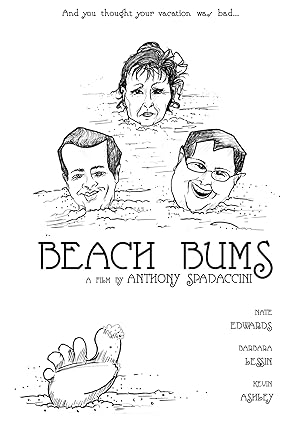 And you thought your vacation was bad...
BEACH BUMS
A FILM BY ANTHONY SPADACCINI
NATE
EDWARDS
BARBARA
LESSIN
KEVIN
ASHLEY